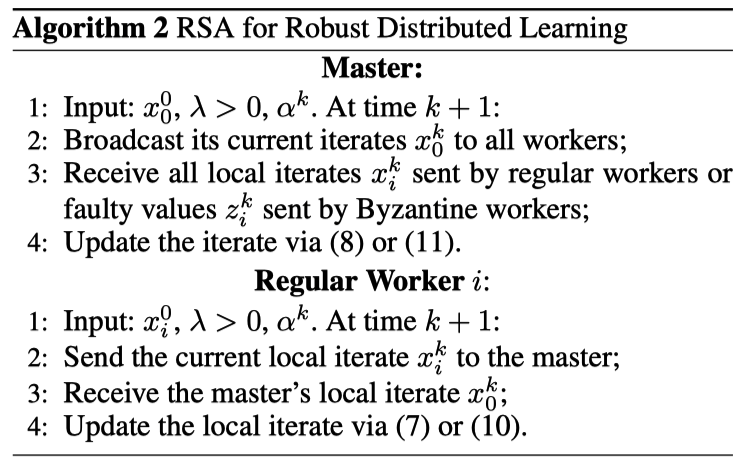 Algorithm 2 RSA for Robust Distributed Learning
Master:
1: Input: $x_0^0$, $\lambda > 0$, $\alpha^k$. At time $k + 1$:
2: Broadcast its current iterates $x_0^k$ to all workers;
3: Receive all local iterates $x_i^k$ sent by regular workers or
faulty values $z_i^k$ sent by Byzantine workers;
4: Update the iterate via (8) or (11).
Regular Worker $i$:
1: Input: $x_i^0$, $\lambda > 0$, $\alpha^k$. At time $k + 1$:
2: Send the current local iterate $x_i^k$ to the master;
3: Receive the master's local iterate $x_0^k$;
4: Update the local iterate via (7) or (10).